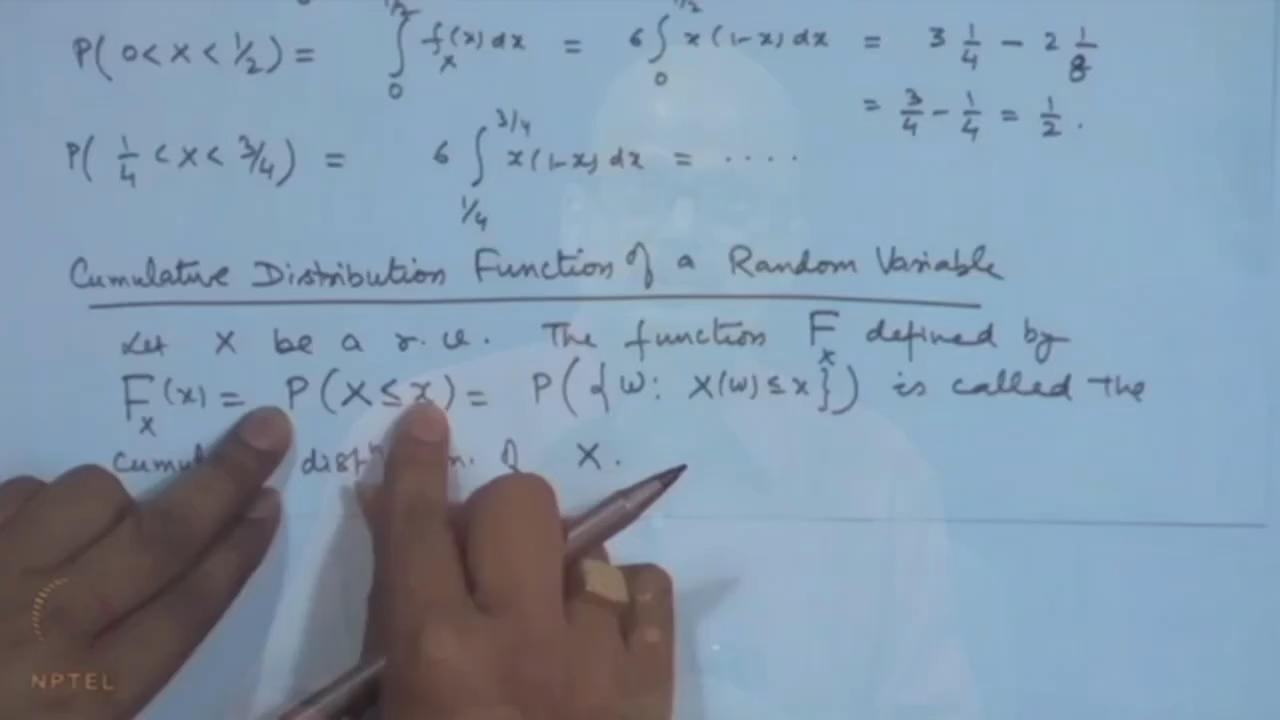 P( 0 < X < 1/2 ) = ∫₀^{1/2} f_X(x) dx = 6 ∫₀ x(1-x) dx = 3 1/4 - 2 1/8
= 3/4 - 1/4 = 1/2 .
P( 1/4 < X < 3/4 ) = 6 ∫_{1/4}^{3/4} x(1-x) dx = ....
Cumulative Distribution Function of a Random Variable
Let X be a r.v. The function F_X defined by
F_X(x) = P(X ≤ x) = P({ω: X(ω) ≤ x}) is called the
X.
NPTEL